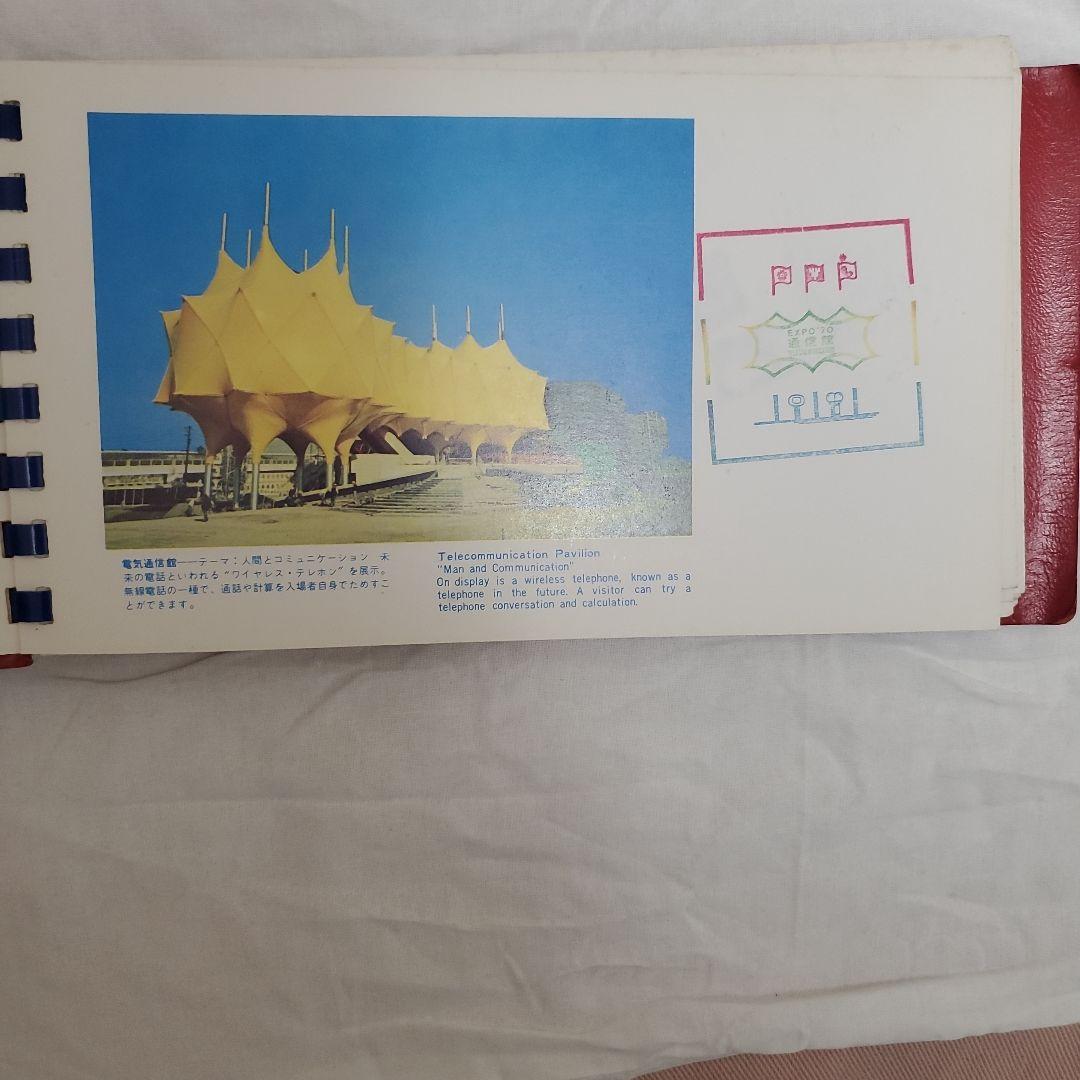 電気通信館——テーマ：人間とコミュニケーション　未
来の電話といわれる“ワイヤレス・テレホン”を展示。
無線電話の一種で、通話や計算を入場者自身でためすこ
とができます。
Telecommunication Pavilion
"Man and Communication"
On display is a wireless telephone, known as a
telephone in the future. A visitor can try a
telephone conversation and calculation.
EXPO'70
通信館